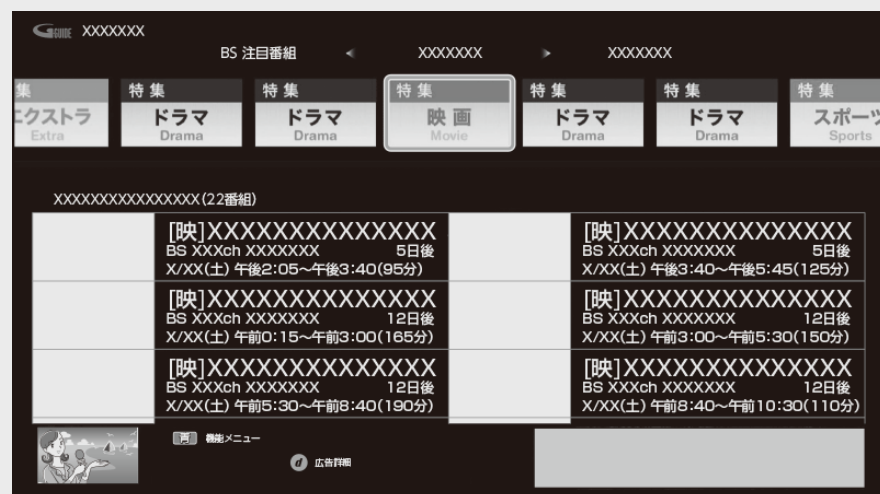 GGUIDE XXXXXXX
BS 注目番組 XXXXXXX XXXXXXX
集 特 集 特 集 特 集 特 集 特 集 特 集
エクストラ ドラマ ドラマ 映 画 ドラマ ドラマ スポーツ
Extra Drama Drama Movie Drama Drama Sports
XXXXXXXXXXXXXXXXX(22番組)
[映]XXXXXXXXXXXXXXX
BS XXXch XXXXXXX 5日後
X/XX(土) 午後2:05〜午後3:40(95分)
[映]XXXXXXXXXXXXXXX
BS XXXch XXXXXXX 5日後
X/XX(土) 午後3:40〜午後5:45(125分)
[映]XXXXXXXXXXXXXXX
BS XXXch XXXXXXX 12日後
X/XX(土) 午前0:15〜午前3:00(165分)
[映]XXXXXXXXXXXXXXX
BS XXXch XXXXXXX 12日後
X/XX(土) 午前3:00〜午前5:30(150分)
[映]XXXXXXXXXXXXXXX
BS XXXch XXXXXXX 12日後
X/XX(土) 午前5:30〜午前8:40(190分)
[映]XXXXXXXXXXXXXXX
BS XXXch XXXXXXX 12日後
X/XX(土) 午前8:40〜午前10:30(110分)
青 機能メニュー
d 広告詳細